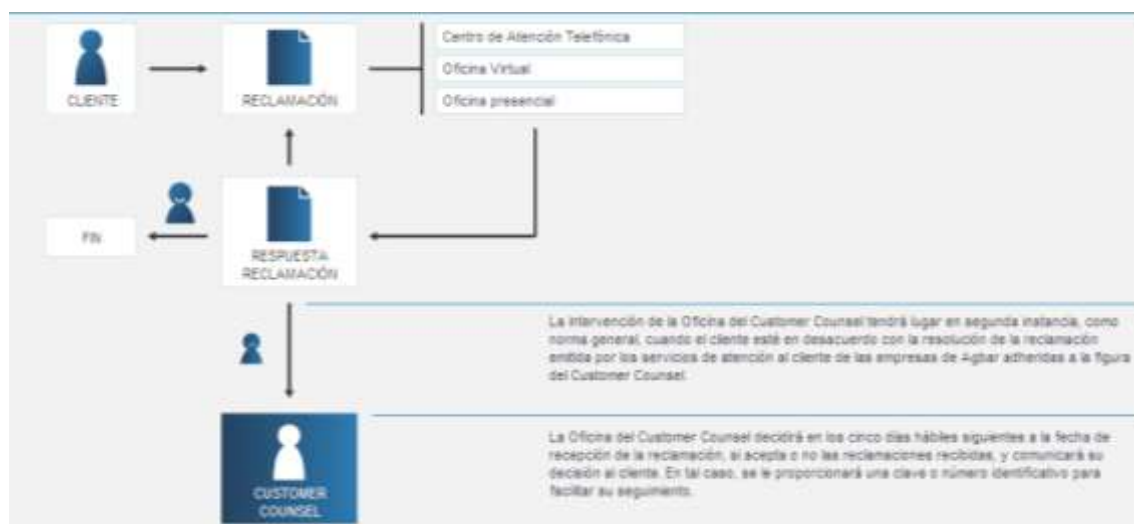 CLIENTE
RECLAMACIÓN
Centro de Atención Telefónica
Oficina Virtual
Oficina presencial
FIN
RESPUESTA
RECLAMACIÓN
La intervención de la Oficina del Customer Counsel tendrá lugar en segunda instancia, como
norma general, cuando el cliente esté en desacuerdo con la resolución de la reclamación
emitida por los servicios de atención al cliente de las empresas de Agbar adheridas a la figura
del Customer Counsel.
La Oficina del Customer Counsel decidirá en los cinco días hábiles siguientes a la fecha de
recepción de la reclamación, si acepta o no las reclamaciones recibidas, y comunicará su
decisión al cliente. En tal caso, se le proporcionará una clave o número identificativo para
facilitar su seguimiento.
CUSTOMER
COUNSEL